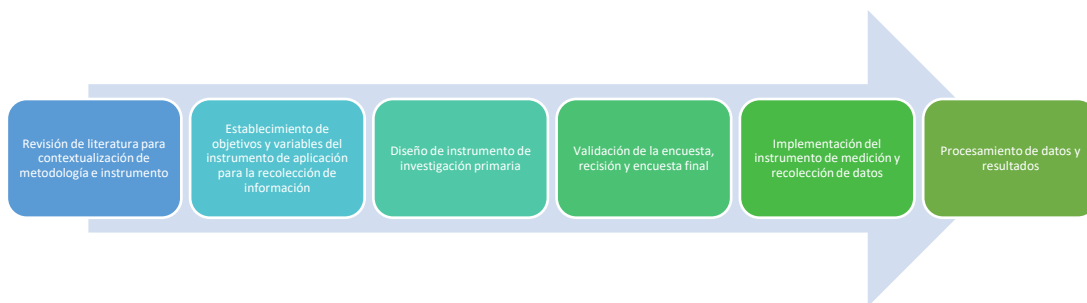 Revisión de literatura para
contextualización de
metodología e instrumento
Establecimiento de
objetivos y variables del
instrumento de aplicación
para la recolección de
información
Diseño de instrumento de
investigación primaria
Validación de la encuesta,
recisión y encuesta final
Implementación del
instrumento de medición y
recolección de datos
Procesamiento de datos y
resultados